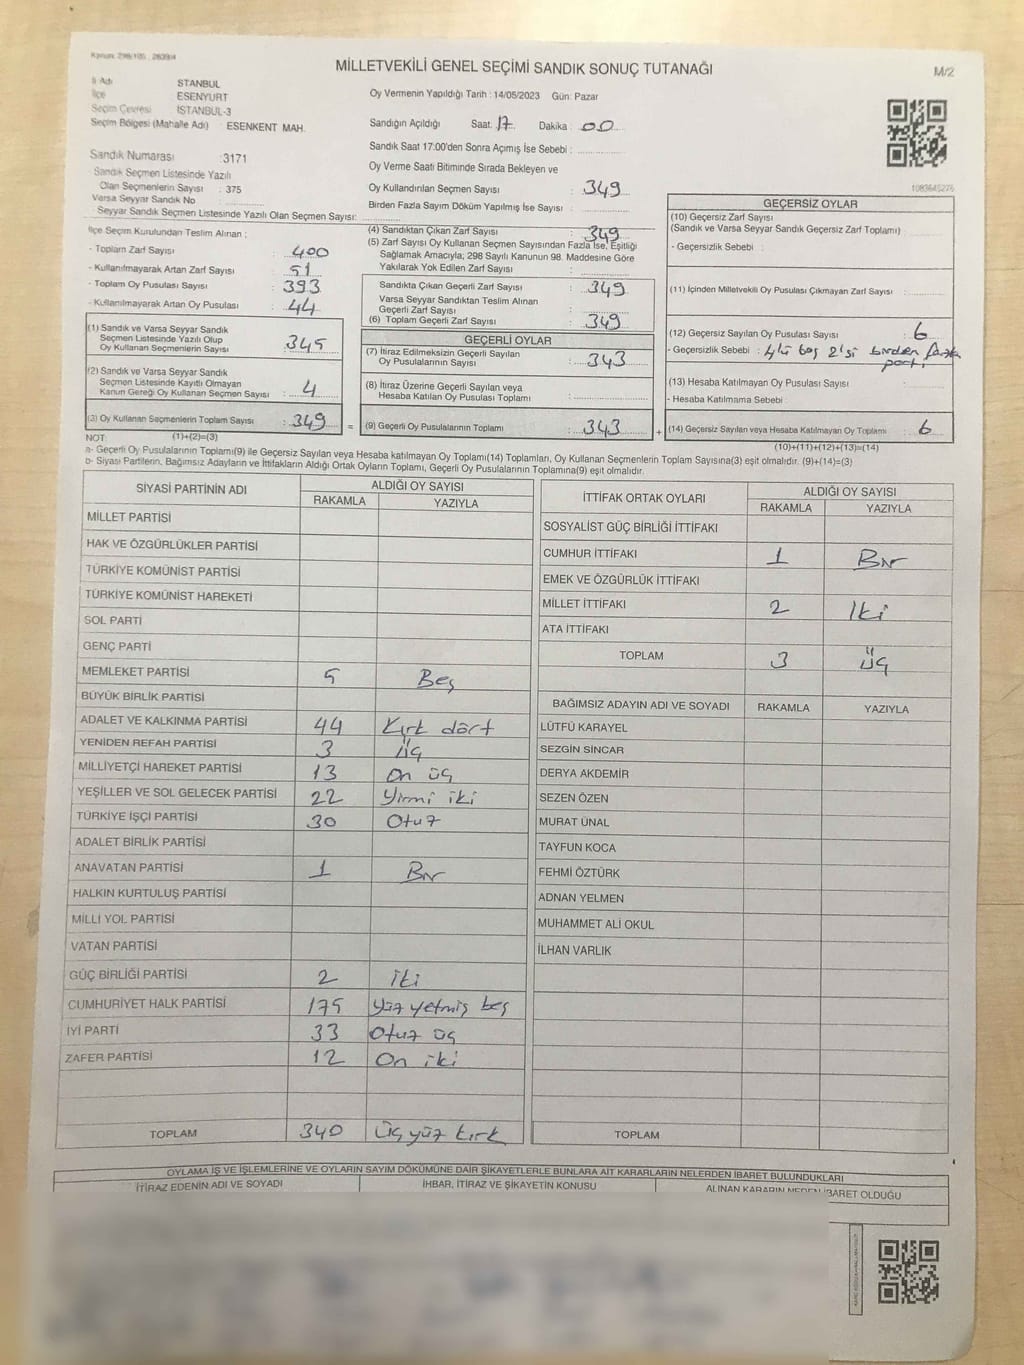 Kanun: 298/105 : 2839/4
MİLLETVEKİLİ GENEL SEÇİMİ SANDIK SONUÇ TUTANAĞI
M/2
İl Adı STANBUL
İlçe ESENYURT
Seçim Çevresi İSTANBUL-3
Seçim Bölgesi (Mahalle Adı) ESENKENT MAH.
Oy Vermenin Yapıldığı Tarih : 14/05/2023 Gün: Pazar
Sandığın Açıldığı Saat: 17 Dakika : 00
Sandık Saat 17:00'den Sonra Açmış İse Sebebi :
Oy Verme Saati Bitiminde Sırada Bekleyen ve
Oy Kullandırılan Seçmen Sayısı : 349
Birden Fazla Sayım Döküm Yapılmış İse Sayısı :
Sandık Numarası :3171
Sandık Seçmen Listesinde Yazılı
Olan Seçmenlerin Sayısı : 375
Varsa Seyyar Sandık No
Seyyar Sandık Seçmen Listesinde Yazılı Olan Seçmen Sayısı:
1083645276
İlçe Seçim Kurulundan Teslim Alınan ;
- Toplam Zarf Sayısı : 400
- Kullanılmayarak Artan Zarf Sayısı : 51
- Toplam Oy Pusulası Sayısı : 393
- Kullanılmayarak Artan Oy Pusulası : 44
(1) Sandık ve Varsa Seyyar Sandık
Seçmen Listesinde Yazılı Olup
Oy Kullanan Seçmenlerin Sayısı : 345
(2) Sandık ve Varsa Seyyar Sandık
Seçmen Listesinde Kayıtlı Olmayan
Kanun Gereği Oy Kullanan Seçmen Sayısı : 4
(3) Oy Kullanan Seçmenlerin Toplam Sayısı : 349 =
(4) Sandıktan Çıkan Zarf Sayısı : 349
(5) Zarf Sayısı Oy Kullanan Seçmen Sayısından Fazla İse, Eşitliği
Sağlamak Amacıyla, 298 Sayılı Kanunun 98. Maddesine Göre
Yakılarak Yok Edilen Zarf Sayısı :
Sandıkta Çıkan Geçerli Zarf Sayısı : 349
Varsa Seyyar Sandıktan Teslim Alınan
Geçerli Zarf Sayısı :
(6) Toplam Geçerli Zarf Sayısı : 349
GEÇERLİ OYLAR
(7) İtiraz Edilmeksizin Geçerli Sayılan
Oy Pusulalarının Sayısı : 343
(8) İtiraz Üzerine Geçerli Sayılan veya
Hesaba Katılan Oy Pusulası Toplamı :
(9) Geçerli Oy Pusulalarının Toplamı : 343 +
GEÇERSİZ OYLAR
(10) Geçersiz Zarf Sayısı
(Sandık ve Varsa Seyyar Sandık Geçersiz Zarf Toplamı) :
- Geçersizlik Sebebi :
(11) İçinden Milletvekili Oy Pusulası Çıkmayan Zarf Sayısı :
(12) Geçersiz Sayılan Oy Pusulası Sayısı : 6
- Geçersizlik Sebebi : 4'ü boş 2'si birden fazla
parti
(13) Hesaba Katılmayan Oy Pusulası Sayısı :
- Hesaba Katılmama Sebebi :
(14) Geçersiz Sayılan veya Hesaba Katılmayan Oy Toplamı : 6
NOT: (1)+(2)=(3)
(10)+(11)+(12)+(13)=(14)
a- Geçerli Oy Pusulalarının Toplamı(9) ile Geçersiz Sayılan veya Hesaba katılmayan Oy Toplamı(14) Toplamları, Oy Kullanan Seçmenlerin Toplam Sayısına(3) eşit olmalıdır. (9)+(14)=(3)
b- Siyasi Partilerin, Bağımsız Adayların ve İttifakların Aldığı Ortak Oyların Toplamı, Geçerli Oy Pusulalarının Toplamına(9) eşit olmalıdır.
SİYASİ PARTİNİN ADI ALDIĞI OY SAYISI
RAKAMLA YAZIYLA
MİLLET PARTİSİ
HAK VE ÖZGÜRLÜKLER PARTİSİ
TÜRKİYE KOMÜNİST PARTİSİ
TÜRKİYE KOMÜNİST HAREKETİ
SOL PARTİ
GENÇ PARTİ
MEMLEKET PARTİSİ 5 Beş
BÜYÜK BİRLİK PARTİSİ
ADALET VE KALKINMA PARTİSİ 44 Kırk dört
YENİDEN REFAH PARTİSİ 3 Üç
MİLLİYETÇİ HAREKET PARTİSİ 13 On üç
YEŞİLLER VE SOL GELECEK PARTİSİ 22 Yirmi iki
TÜRKİYE İŞÇİ PARTİSİ 30 Otuz
ADALET BİRLİK PARTİSİ
ANAVATAN PARTİSİ 1 Bir
HALKIN KURTULUŞ PARTİSİ
MİLLİ YOL PARTİSİ
VATAN PARTİSİ
GÜÇ BİRLİĞİ PARTİSİ 2 İki
CUMHURİYET HALK PARTİSİ 175 Yüz yetmiş beş
İYİ PARTİ 33 Otuz üç
ZAFER PARTİSİ 12 On iki
TOPLAM 340 Üç yüz kırk
İTTİFAK ORTAK OYLARI ALDIĞI OY SAYISI
RAKAMLA YAZIYLA
SOSYALİST GÜÇ BİRLİĞİ İTTİFAKI
CUMHUR İTTİFAKI 1 Bir
EMEK VE ÖZGÜRLÜK İTTİFAKI
MİLLET İTTİFAKI 2 İki
ATA İTTİFAKI
TOPLAM 3 Üç
BAĞIMSIZ ADAYIN ADI VE SOYADI RAKAMLA YAZIYLA
LÜTFÜ KARAYEL
SEZGİN SİNCAR
DERYA AKDEMİR
SEZEN ÖZEN
MURAT ÜNAL
TAYFUN KOCA
FEHMİ ÖZTÜRK
ADNAN YELMEN
MUHAMMET ALİ OKUL
İLHAN VARLIK
TOPLAM
OYLAMA İŞ VE İŞLEMLERİNE VE OYLARIN SAYIM DÖKÜMÜNE DAİR ŞİKAYETLERLE BUNLARA AİT KARARLARIN NELERDEN İBARET BULUNDUKLARI
İTİRAZ EDENİN ADI VE SOYADI İHBAR, İTİRAZ VE ŞİKAYETİN KONUSU ALINAN KARARIN NEDEN İBARET OLDUĞU